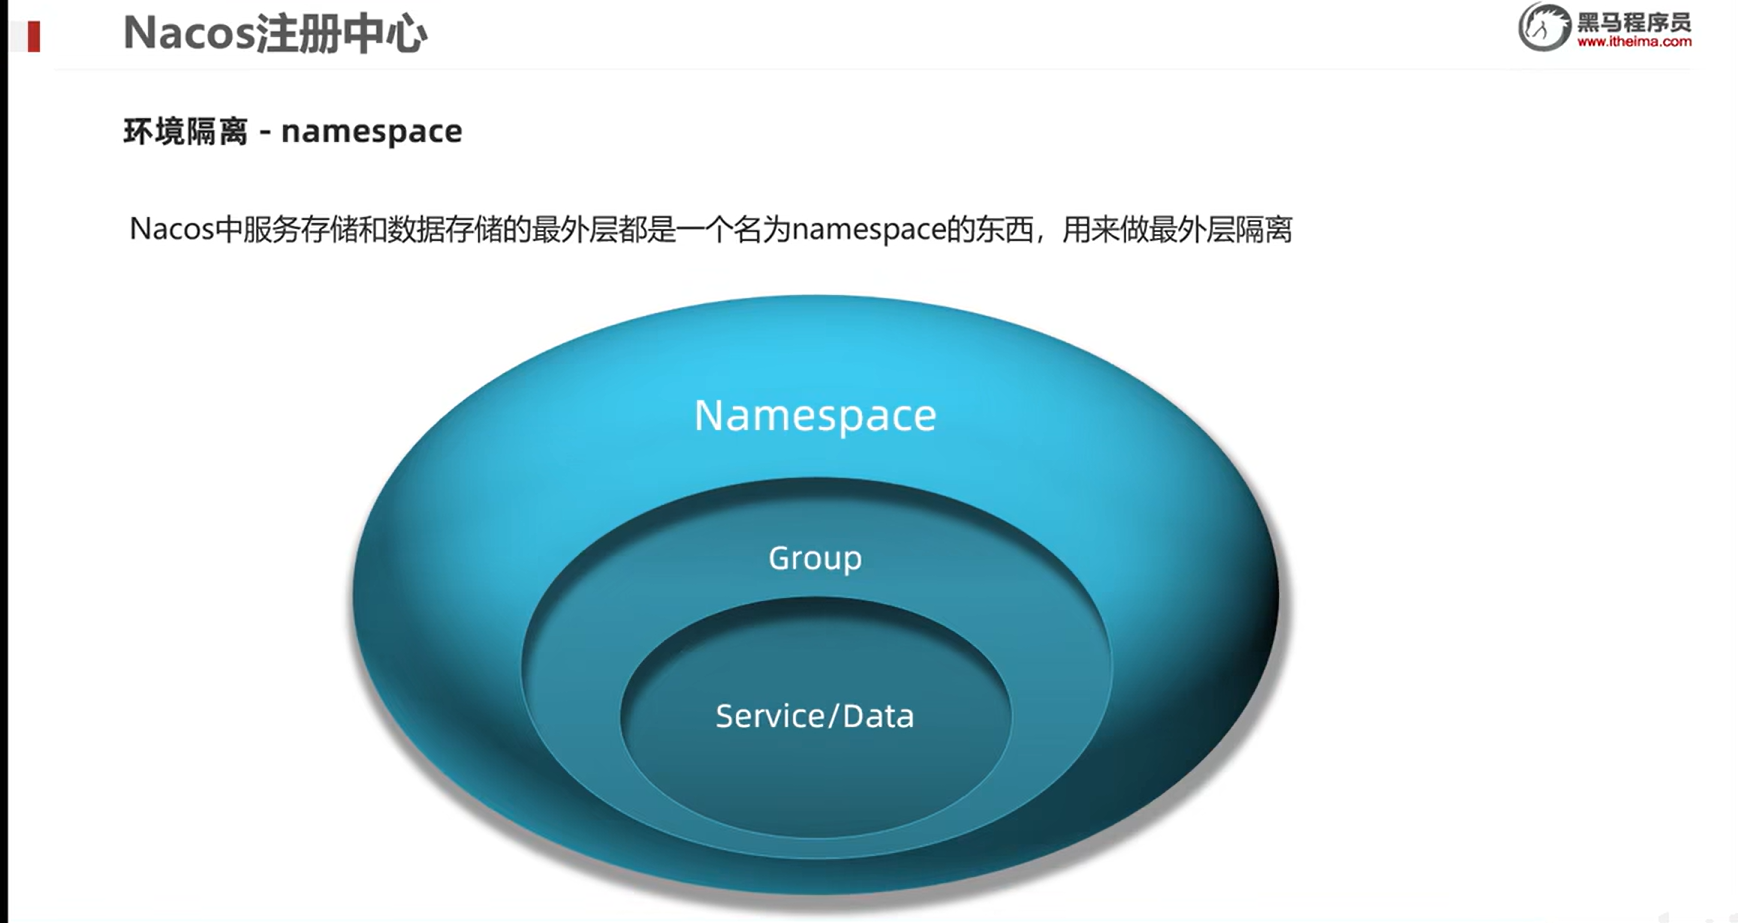 Nacos注册中心
黑马程序员
www.itheima.com
环境隔离 - namespace
Nacos中服务存储和数据存储的最外层都是一个名为namespace的东西，用来做最外层隔离
Namespace
Group
Service/Data